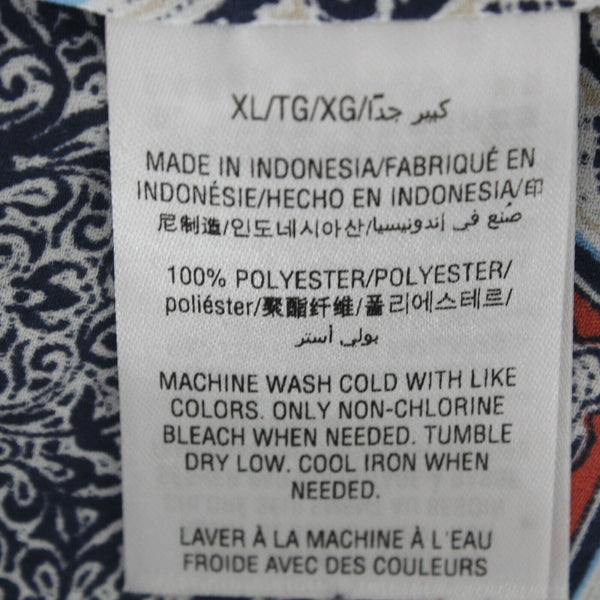 XL/TG/XG/كبير جدًا
MADE IN INDONESIA/FABRIQUÉ EN
INDONÉSIE/HECHO EN INDONESIA/印
尼制造/인도네시아산/صُنع في أندونيسيا
100% POLYESTER/POLYESTER/
poliéster/聚酯纤维/폴리에스테르/
بولي أستر
MACHINE WASH COLD WITH LIKE
COLORS. ONLY NON-CHLORINE
BLEACH WHEN NEEDED. TUMBLE
DRY LOW. COOL IRON WHEN
NEEDED.
LAVER À LA MACHINE À L'EAU
FROIDE AVEC DES COULEURS